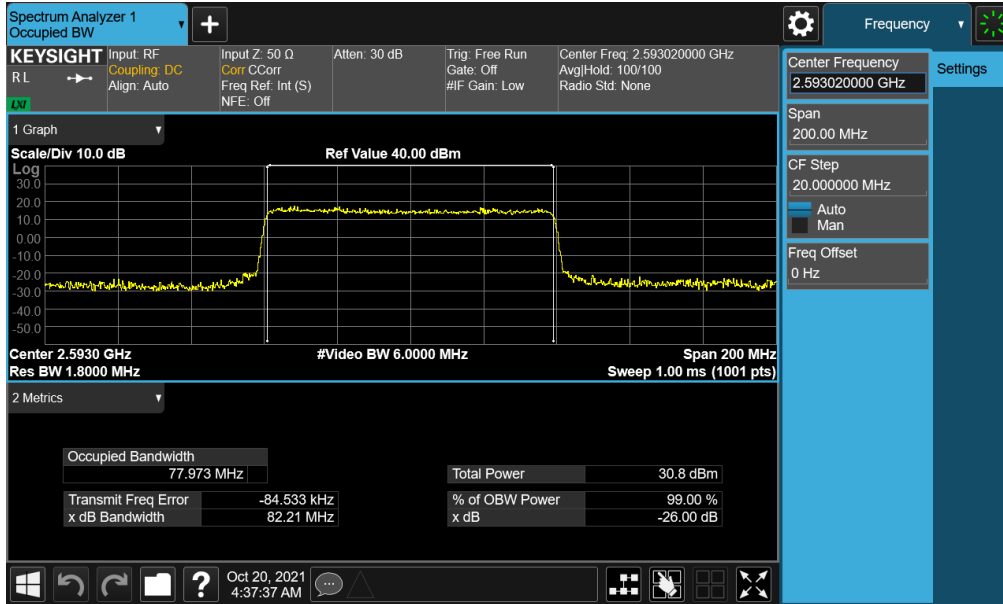 Spectrum Analyzer 1
Occupied BW
Frequency
KEYSIGHT
RL
LXI
Input: RF
Coupling: DC
Align: Auto
Input Z: 50 Ω
Corr CCorr
Freq Ref: Int (S)
NFE: Off
Atten: 30 dB
Trig: Free Run
Gate: Off
#IF Gain: Low
Center Freq: 2.593020000 GHz
Avg|Hold: 100/100
Radio Std: None
Center Frequency
2.593020000 GHz
Settings
Span
200.00 MHz
CF Step
20.000000 MHz
Auto
Man
Freq Offset
0 Hz
1 Graph
Scale/Div 10.0 dB
Ref Value 40.00 dBm
Log
30.0
20.0
10.0
0.00
-10.0
-20.0
-30.0
-40.0
-50.0
Center 2.5930 GHz
#Video BW 6.0000 MHz
Span 200 MHz
Res BW 1.8000 MHz
Sweep 1.00 ms (1001 pts)
2 Metrics
Occupied Bandwidth
77.973 MHz
Total Power 30.8 dBm
Transmit Freq Error -84.533 kHz
% of OBW Power 99.00 %
x dB Bandwidth 82.21 MHz
x dB -26.00 dB
?
Oct 20, 2021
4:37:37 AM